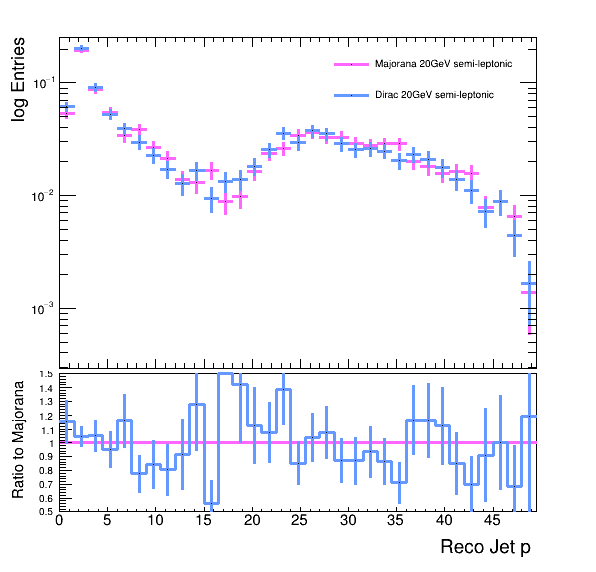 log Entries
Majorana 20GeV semi-leptonic
Dirac 20GeV semi-leptonic
10⁻¹
10⁻²
10⁻³
Ratio to Majorana
1.5
1.4
1.3
1.2
1.1
1
0.9
0.8
0.7
0.6
0.5
0 5 10 15 20 25 30 35 40 45
Reco Jet p